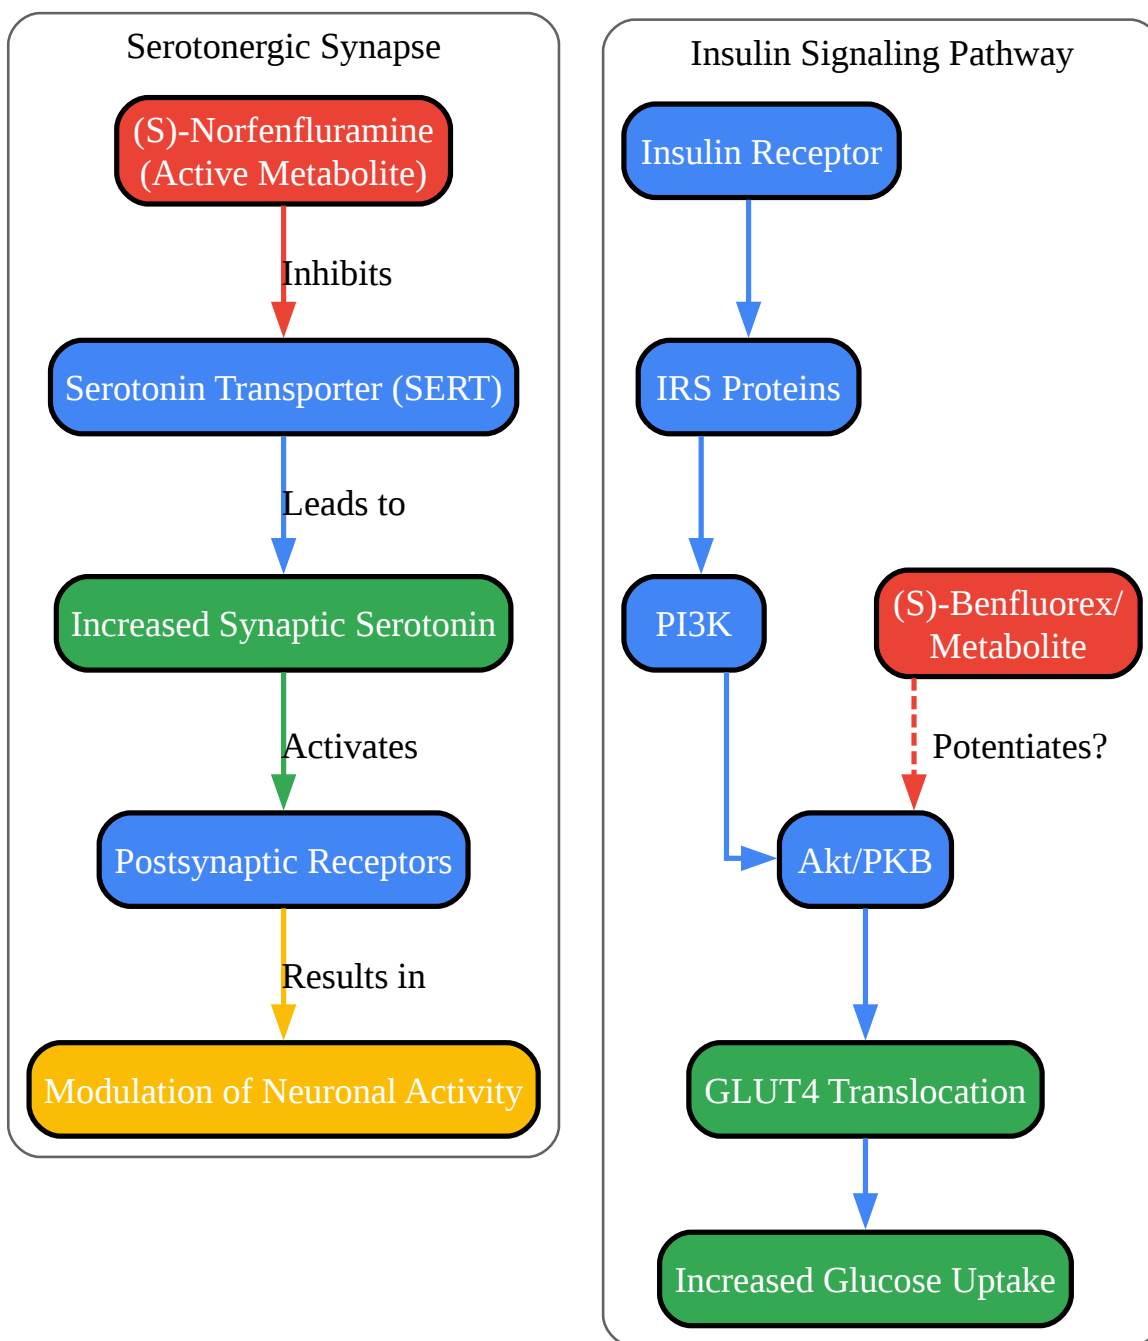 Serotonergic Synapse
(S)-Norfenfluramine
(Active Metabolite)
Inhibits
Serotonin Transporter (SERT)
Leads to
Increased Synaptic Serotonin
Activates
Postsynaptic Receptors
Results in
Modulation of Neuronal Activity
Insulin Signaling Pathway
Insulin Receptor
IRS Proteins
PI3K
(S)-Benfluorex/
Metabolite
Potentiates?
Akt/PKB
GLUT4 Translocation
Increased Glucose Uptake